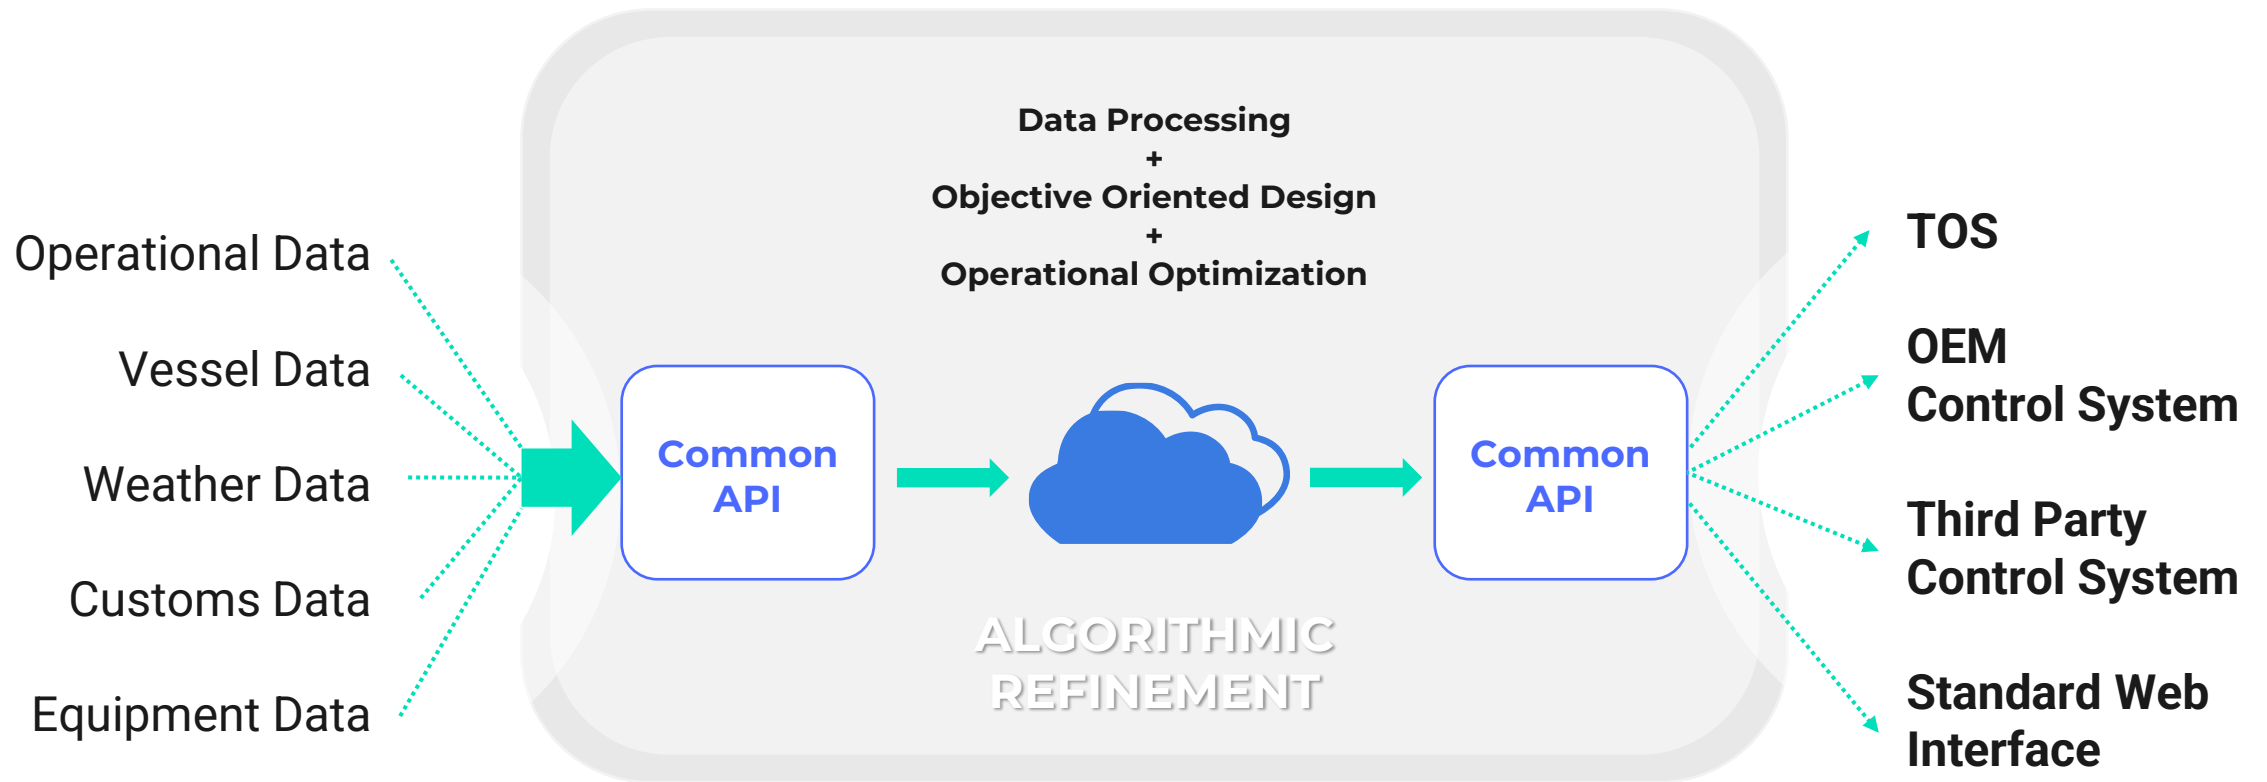 Operational Data
Vessel Data
Weather Data
Customs Data
Equipment Data
Data Processing
+
Objective Oriented Design
+
Operational Optimization
Common
API
Common
API
ALGORITHMIC
REFINEMENT
TOS
OEM
Control System
Third Party
Control System
Standard Web
Interface